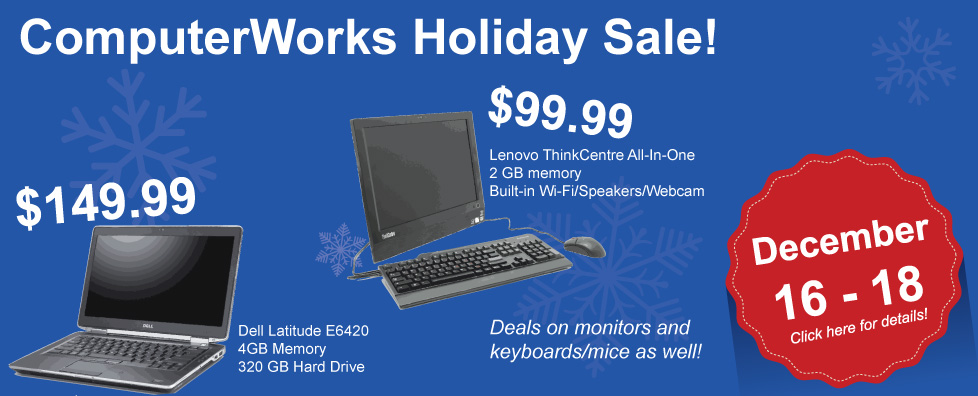 ComputerWorks Holiday Sale!
$99.99
Lenovo ThinkCentre All-In-One
2 GB memory
Built-in Wi-Fi/Speakers/Webcam
$149.99
DELL
Dell Latitude E6420
4GB Memory
320 GB Hard Drive
Deals on monitors and
keyboards/mice as well!
December
16 - 18
Click here for details!